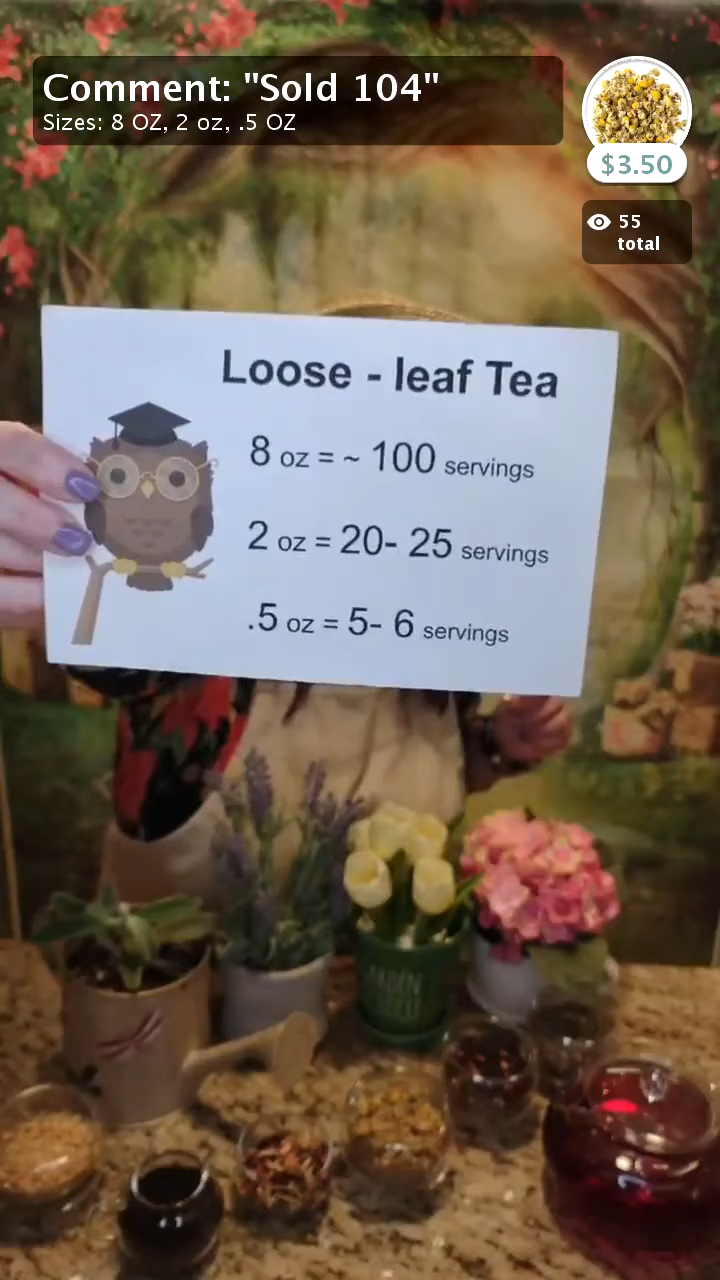 Comment: "Sold 104"
Sizes: 8 OZ, 2 oz, .5 OZ
$3.50
55
total
Loose - leaf Tea
8 oz = ~ 100 servings
2 oz = 20- 25 servings
.5 oz = 5- 6 servings